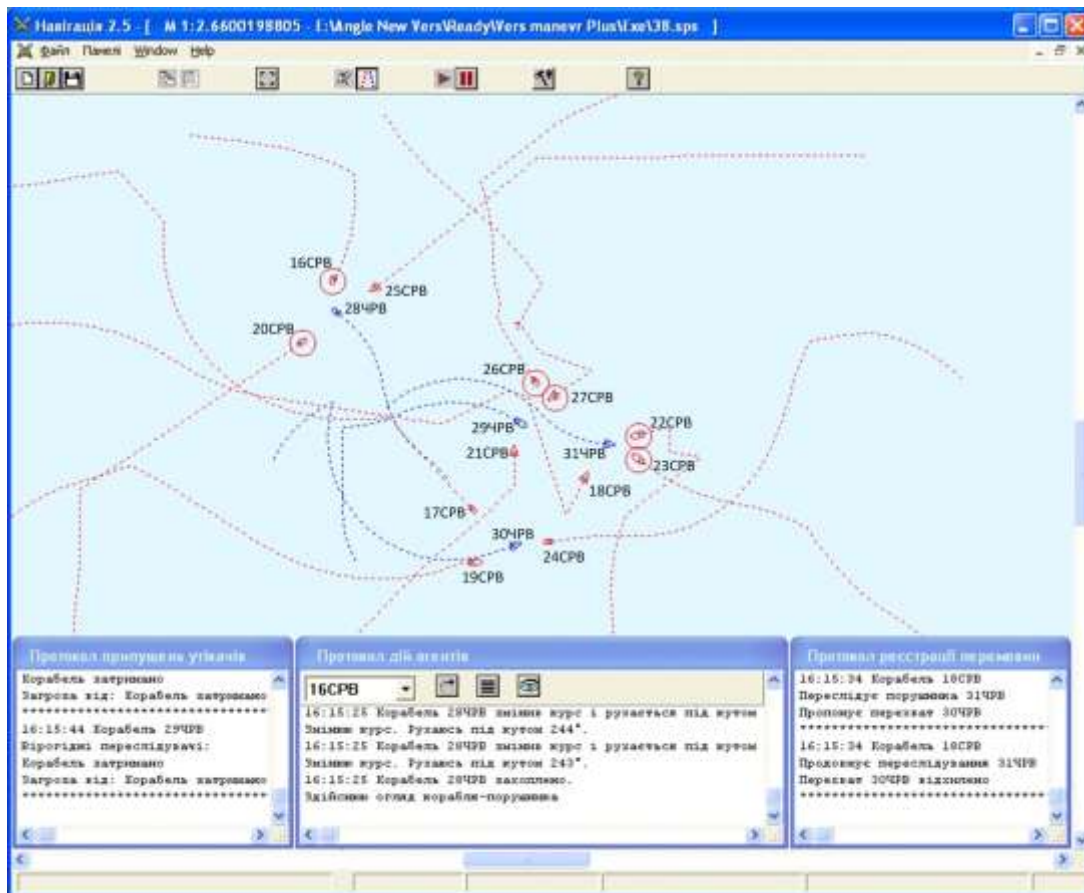 Навігація 2.5 - [ M 1:2.6600198805 - E:\Angle New Vers\Ready\Vers manevr Plus\Exe\38.sps ]
Файл Панелі Window Help
16СРВ
25СРВ
28ЧРВ
20СРВ
26СРВ
27СРВ
29ЧРВ
22СРВ
21СРВ
31ЧРВ
23СРВ
18СРВ
17СРВ
30ЧРВ
24СРВ
19СРВ
Протокол припущень утікачів
Корабель затримано
Загроза від: Корабель затримано
********************************
16:15:44 Корабель 29ЧРВ
Вірогідні переслідувачі:
Корабель затримано
Загроза від: Корабель затримано
********************************
Протокол дій агентів
16СРВ
16:15:25 Корабель 28ЧРВ змінив курс і рухається під кутом
Змінюю курс. Рухаюсь під кутом 244°.
16:15:25 Корабель 28ЧРВ змінив курс і рухається під кутом
Змінюю курс. Рухаюсь під кутом 243°.
16:15:25 Корабель 28ЧРВ захоплено.
Здійснюю огляд корабля-порушника
Протокол реєстрації перемовин
16:15:34 Корабель 18СРВ
Переслідує порушника 31ЧРВ
Пропонує перехват 30ЧРВ
********************************
16:15:34 Корабель 18СРВ
Продовжує переслідування 31ЧРВ
Перехват 30ЧРВ відхилено
********************************